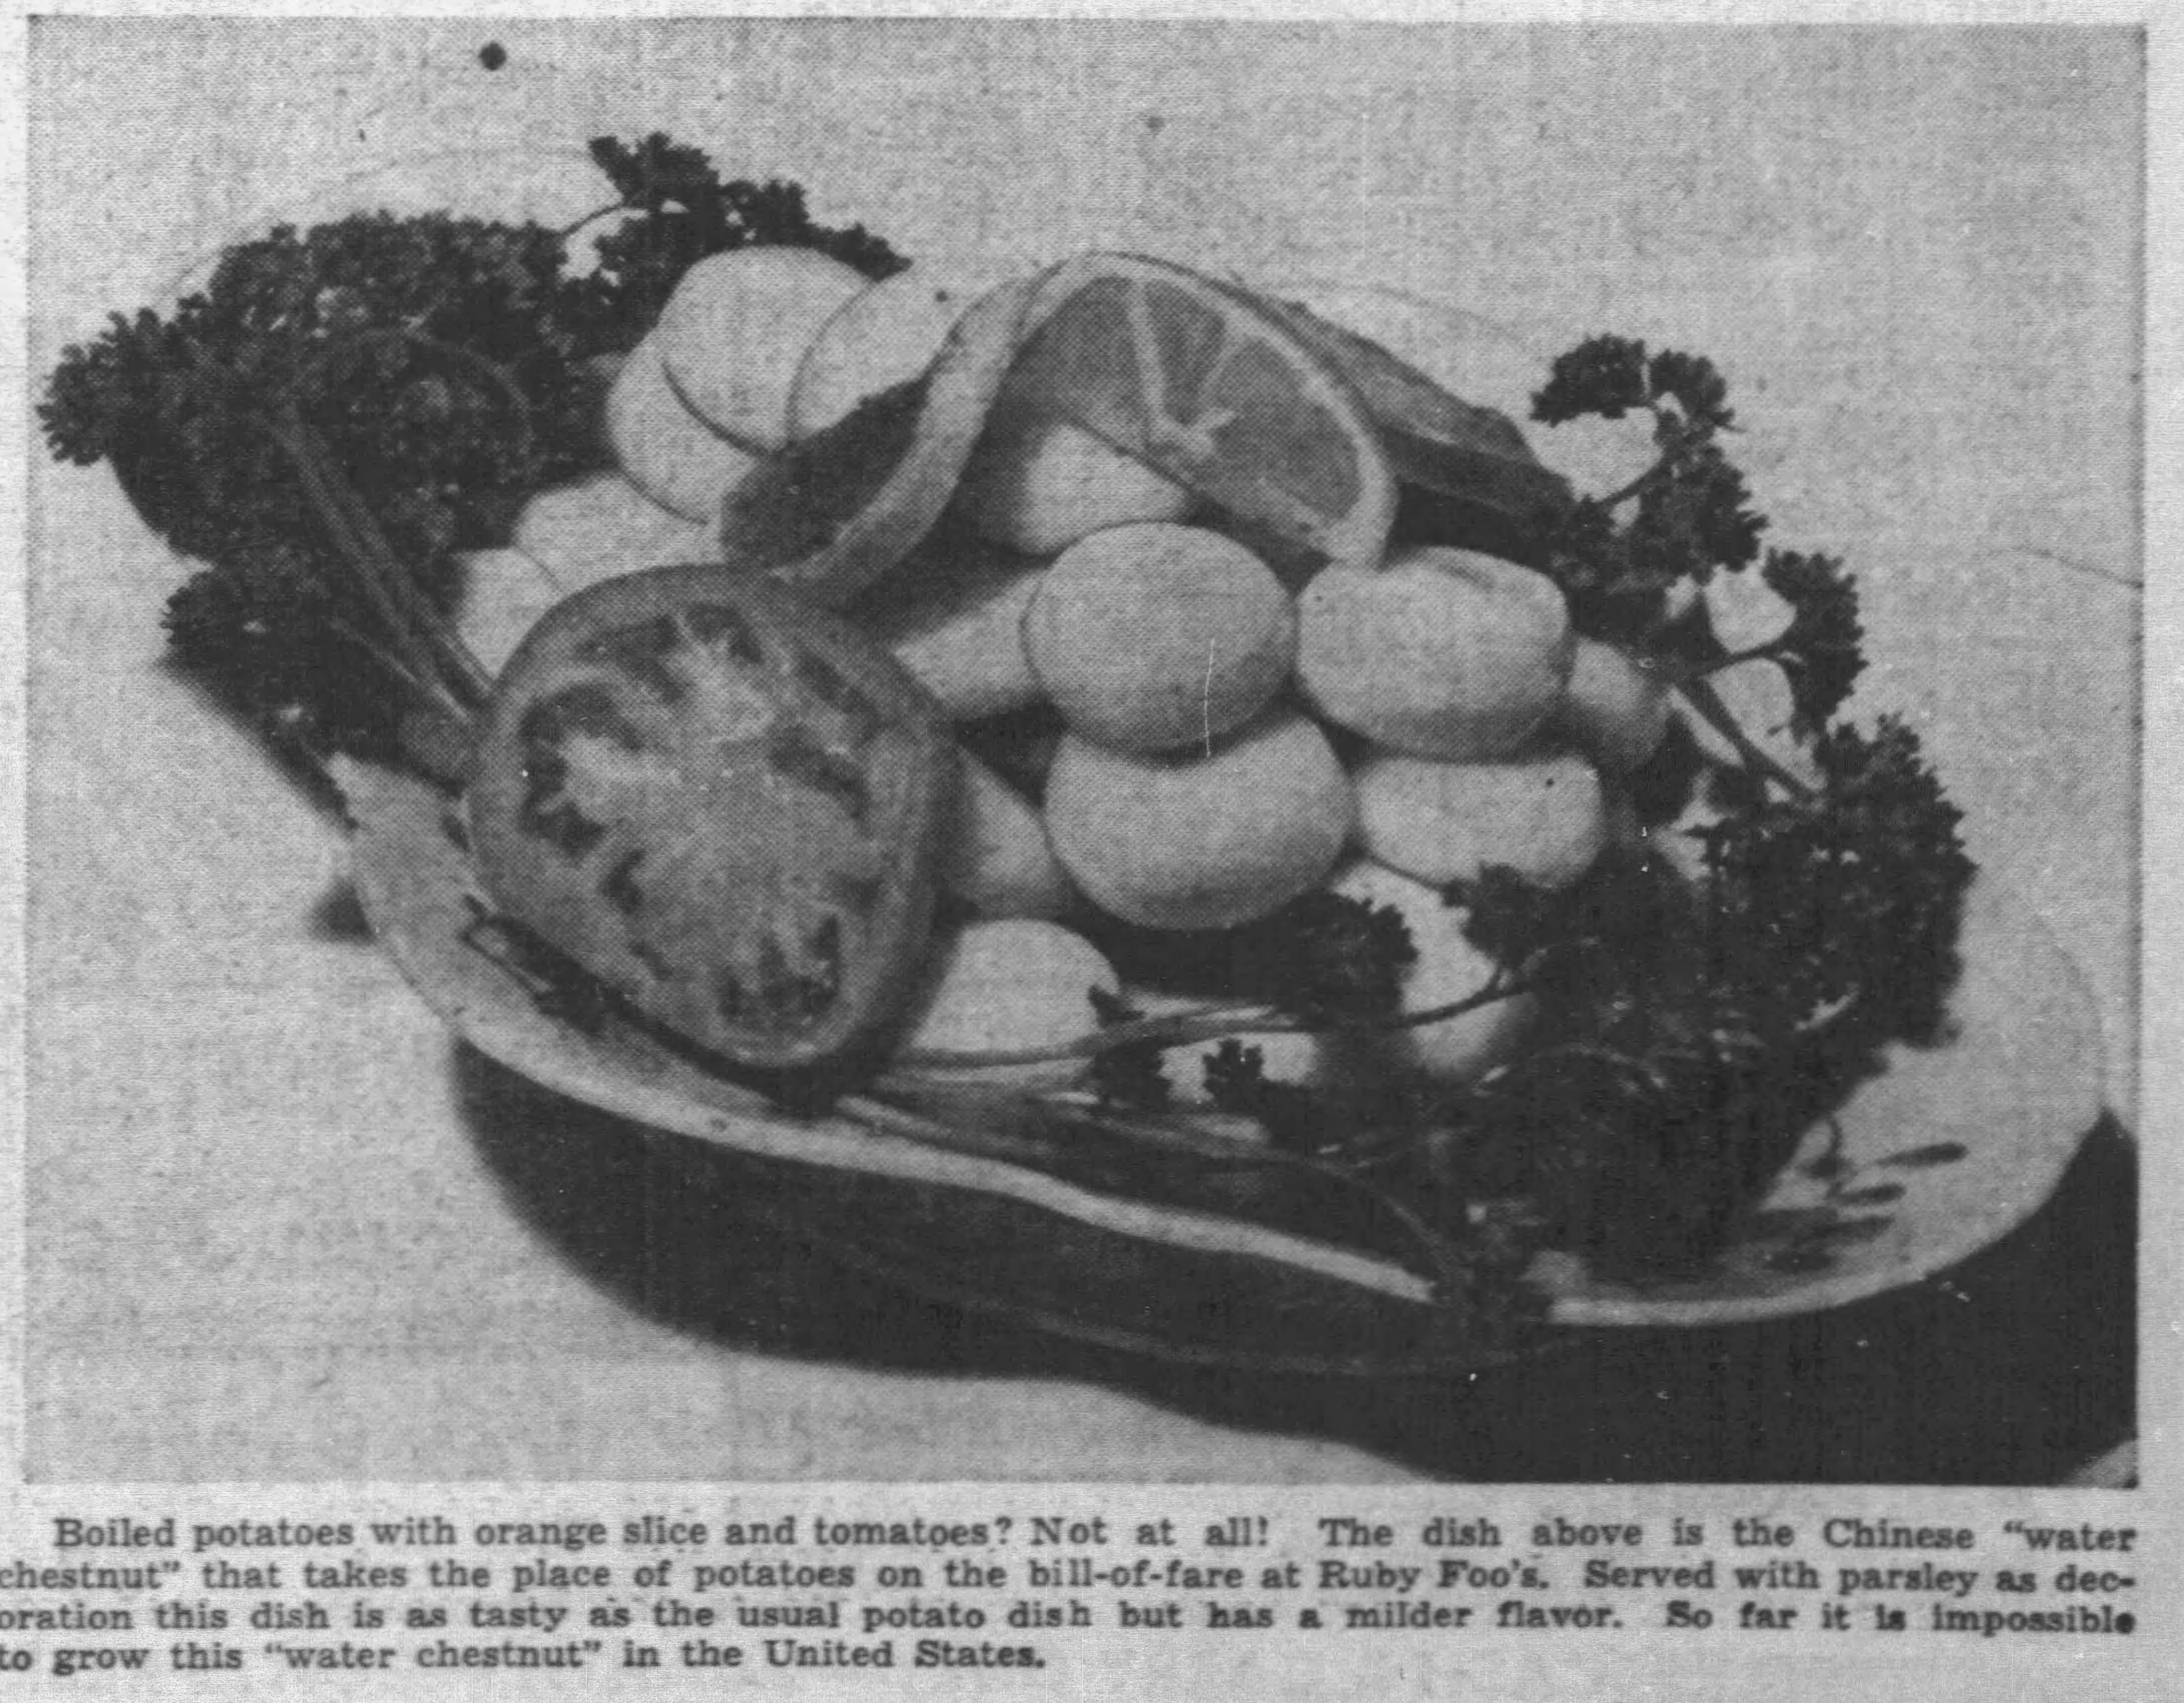 Boiled potatoes with orange slice and tomatoes? Not at all! The dish above is the Chinese “water
chestnut” that takes the place of potatoes on the bill-of-fare at Ruby Foo’s. Served with parsley as dec-
oration this dish is as tasty as the usual potato dish but has a milder flavor. So far it is impossible
to grow this “water chestnut” in the United States.